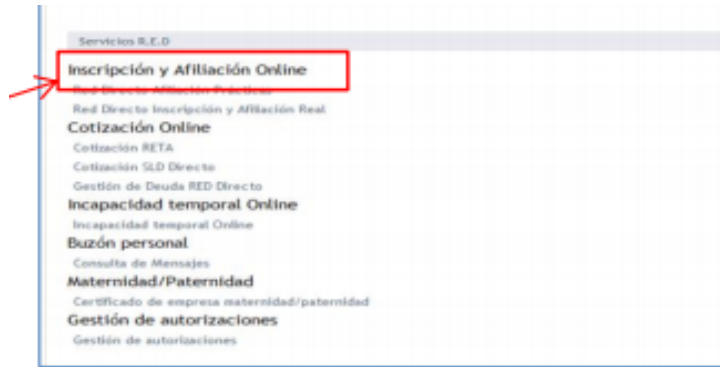 Servicios R.E.D
Inscripción y Afiliación Online
Red Directo Afiliación Prácticas
Red Directo Inscripción y Afiliación Real
Cotización Online
Cotización RETA
Cotización SLD Directo
Gestión de Deuda RED Directo
Incapacidad temporal Online
Incapacidad temporal Online
Buzón personal
Consulta de Mensajes
Maternidad/Paternidad
Certificado de empresa maternidad/paternidad
Gestión de autorizaciones
Gestión de autorizaciones